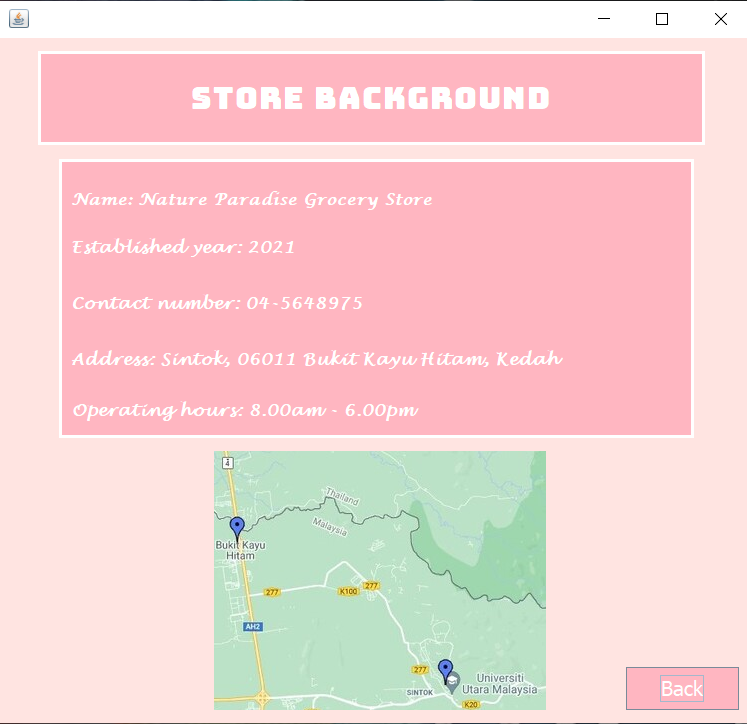 STORE BACKGROUND
Name: Nature Paradise Grocery Store
Established year: 2021
Contact number: 04-5648975
Address: Sintok, 06011 Bukit Kayu Hitam, Kedah
Operating hours: 8.00am - 6.00pm
4
Thailand
Malaysia
Bukit Kayu
Hitam
277
K100
277
AH2
277
Universiti
Utara Malaysia
SINTOK
K20
Back